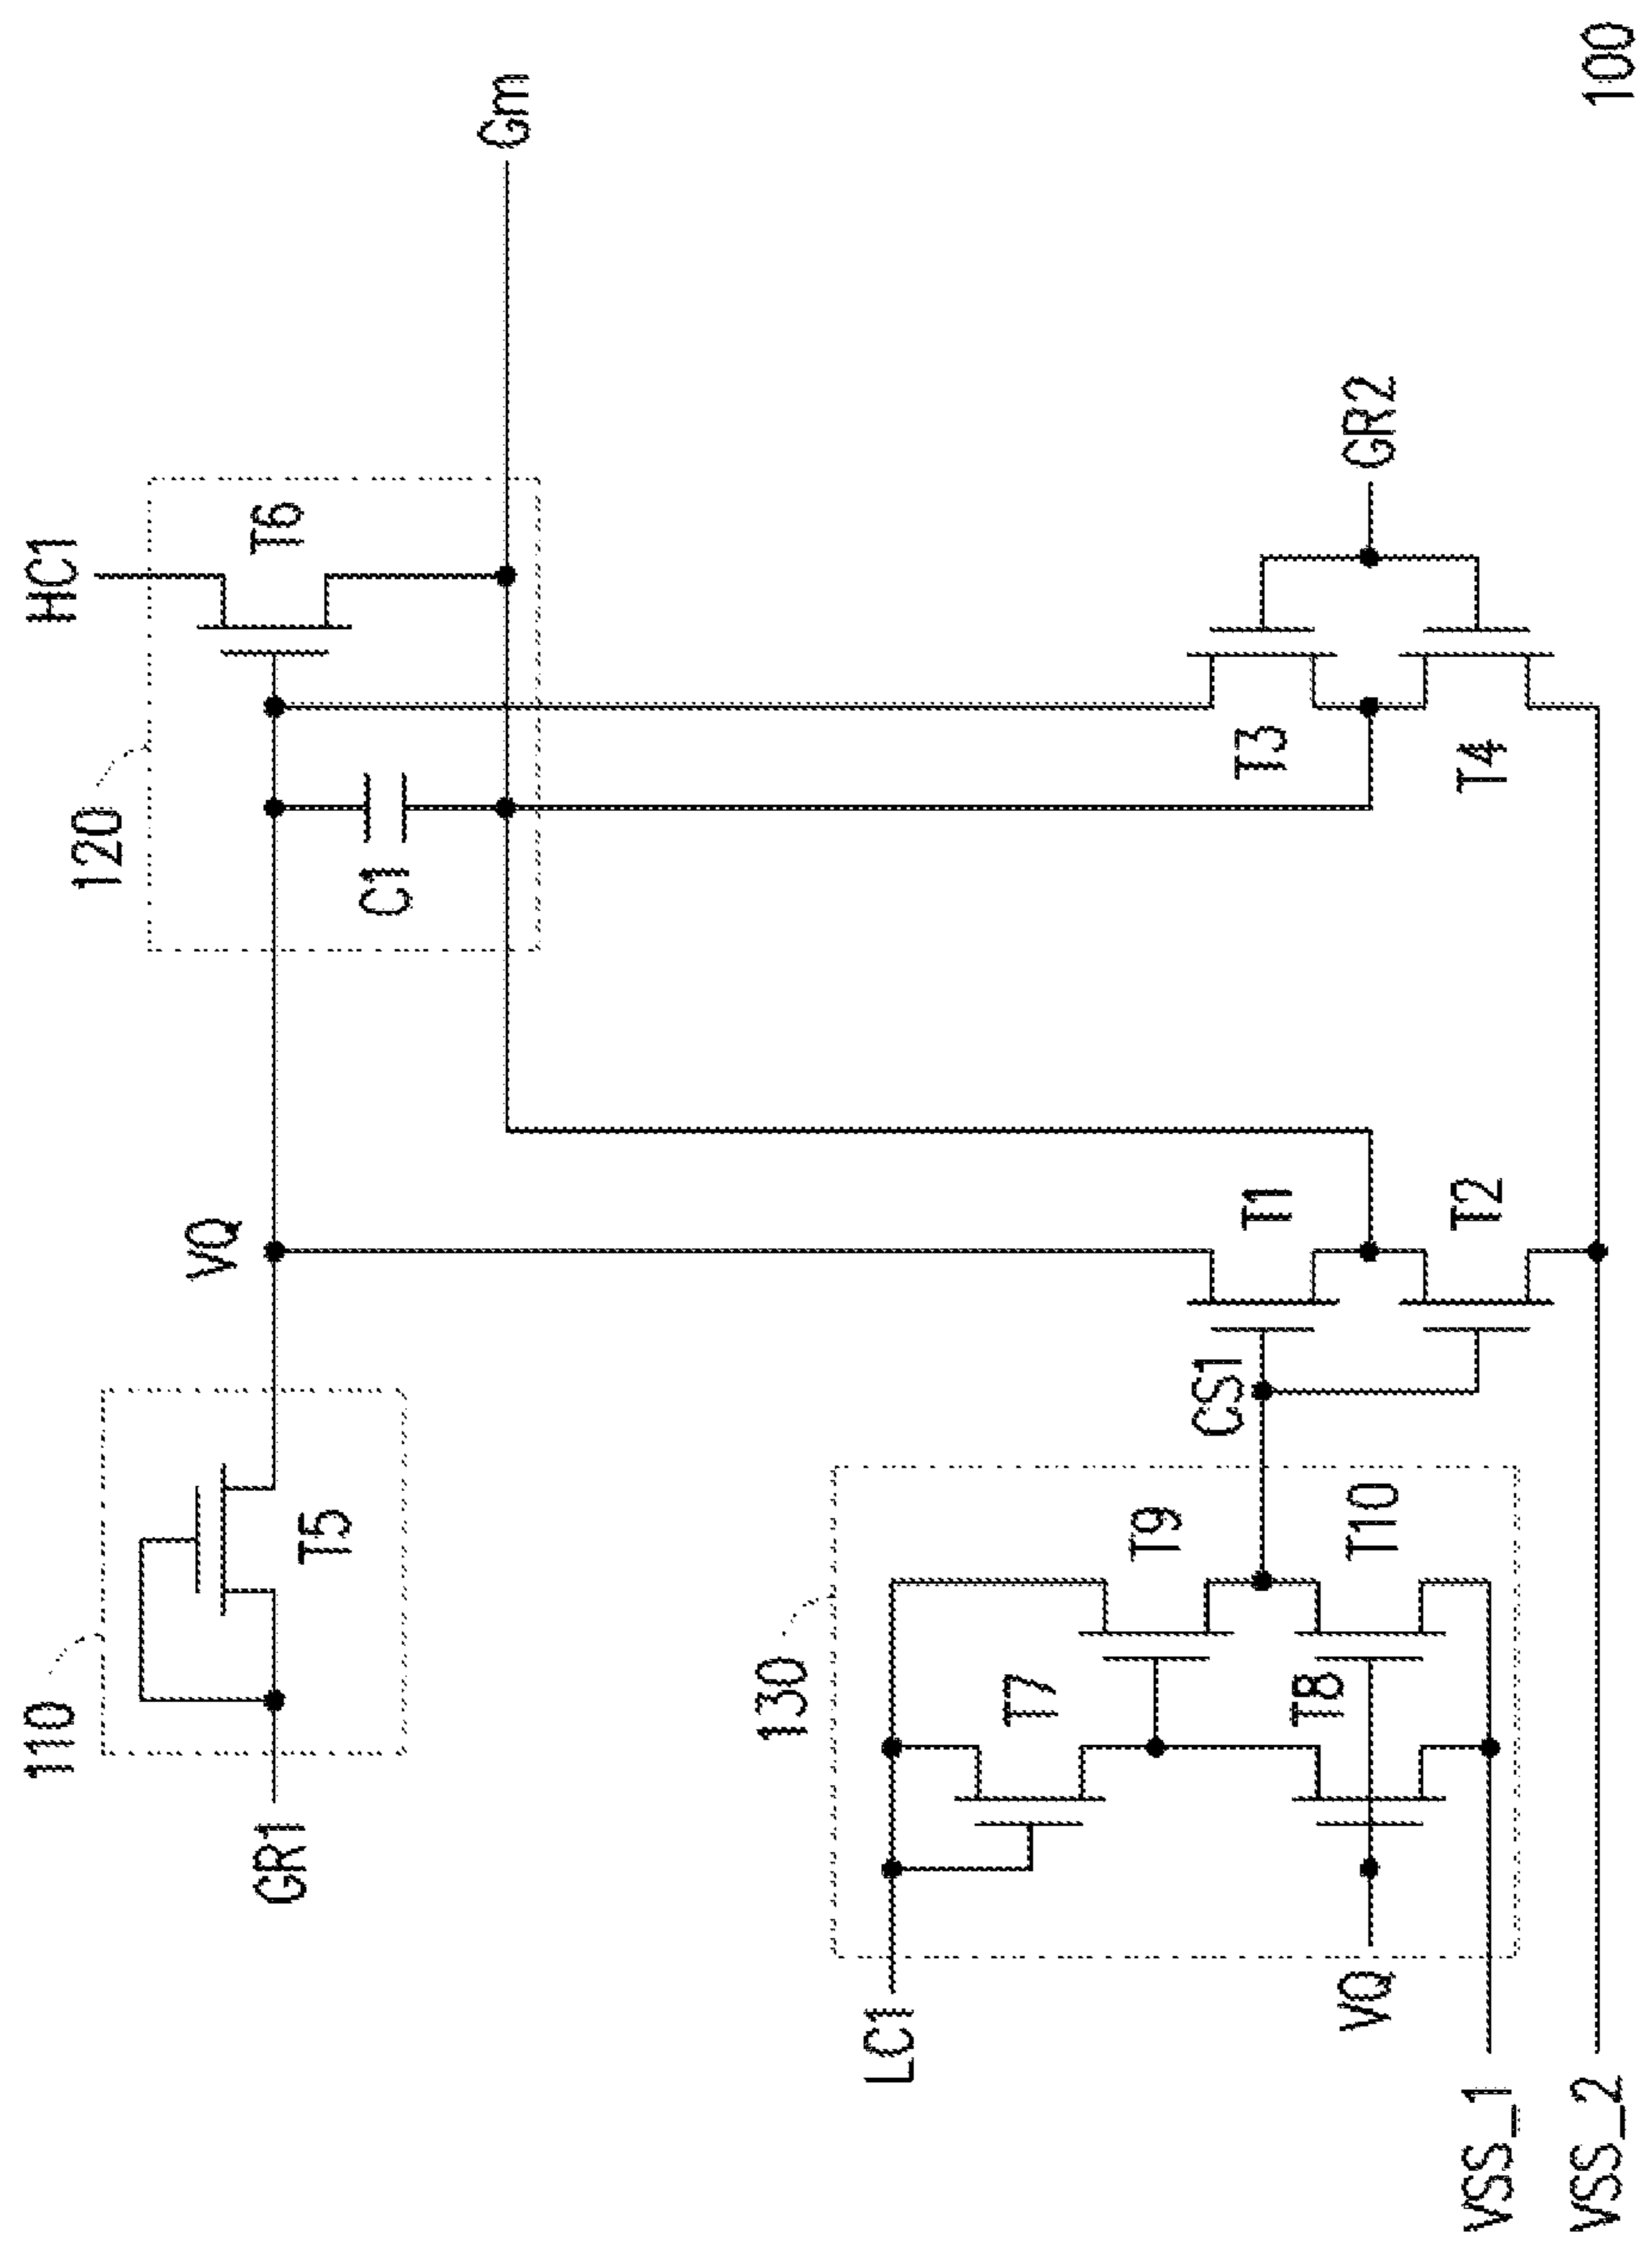 HC1
120
T6
C1
Gm
110
T5
VQ
GR1
130
T7
T9
CS1
T1
T3
GR2
LC1
T8
T10
T2
T4
VQ
VSS_1
VSS_2
100